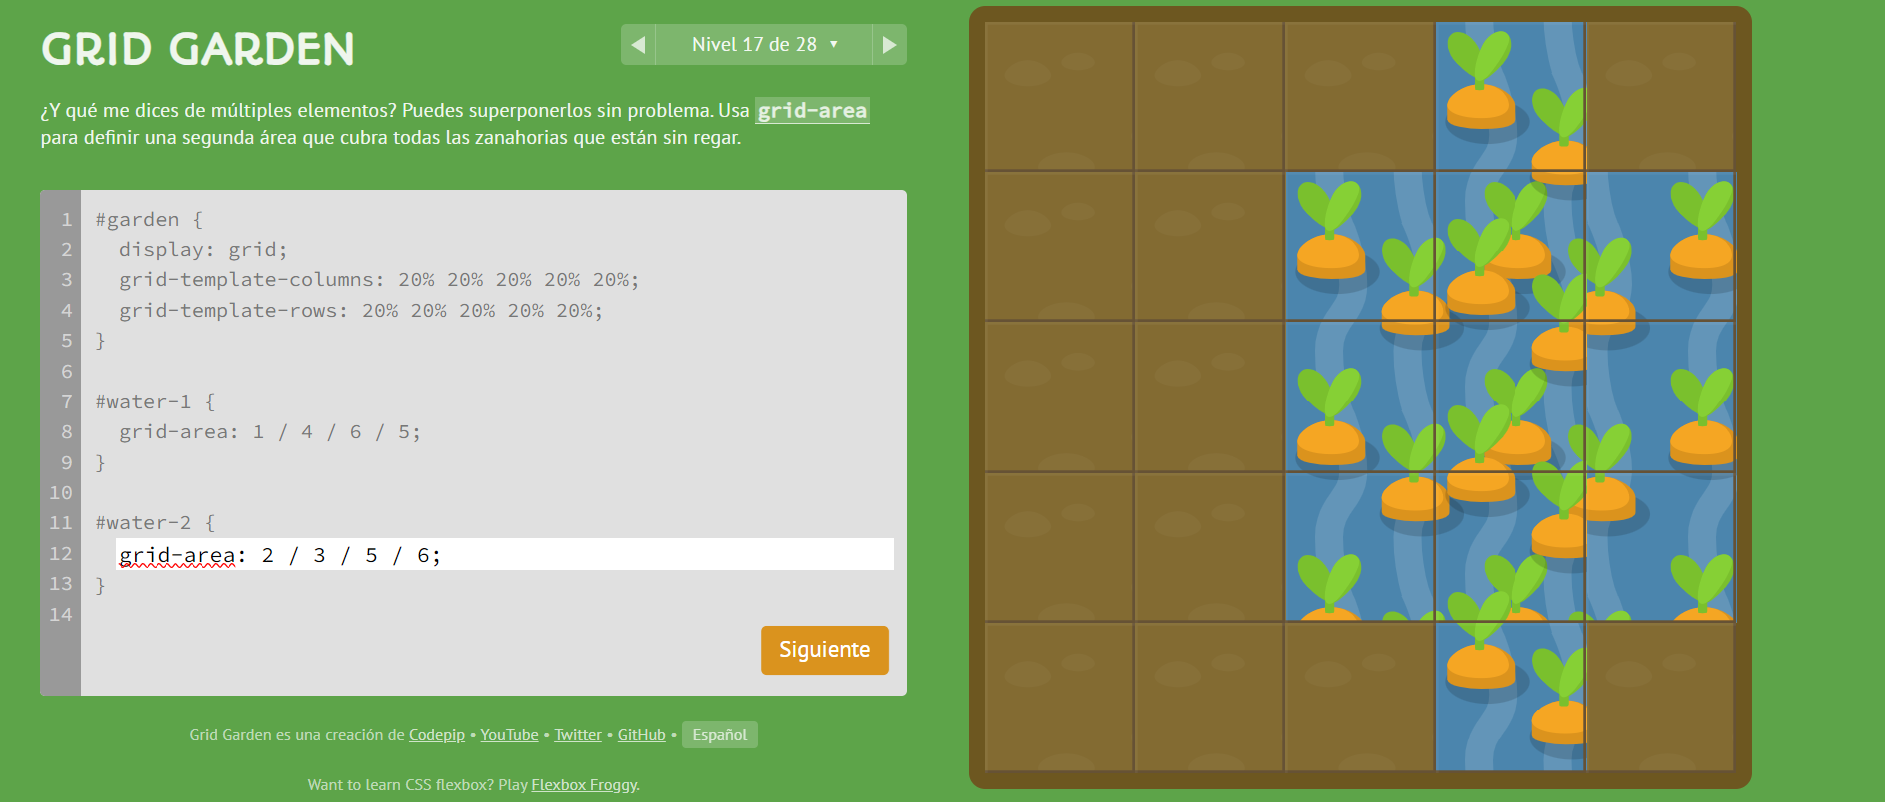 GRID GARDEN
Nivel 17 de 28
¿Y qué me dices de múltiples elementos? Puedes superponerlos sin problema. Usa grid-area
para definir una segunda área que cubra todas las zanahorias que están sin regar.
1 #garden {
2 display: grid;
3 grid-template-columns: 20% 20% 20% 20% 20%;
4 grid-template-rows: 20% 20% 20% 20% 20%;
5 }
6
7 #water-1 {
8 grid-area: 1 / 4 / 6 / 5;
9 }
10
11 #water-2 {
12 grid-area: 2 / 3 / 5 / 6;
13 }
14
Siguiente
Grid Garden es una creación de Codepip • YouTube • Twitter • GitHub • Español
Want to learn CSS flexbox? Play Flexbox Froggy.